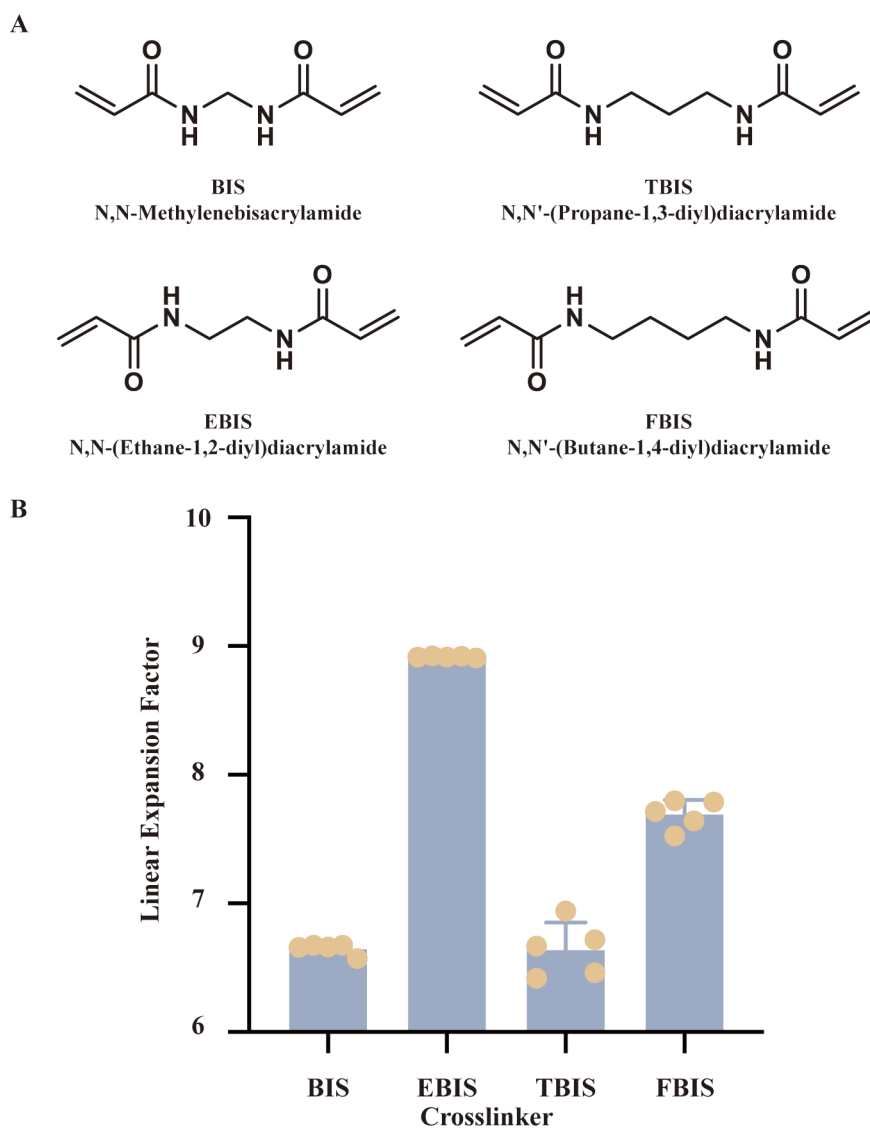 A
O
O
N
H
N
H
BIS
N,N-Methylenebisacrylamide
O
O
N
H
N
H
TBIS
N,N'-(Propane-1,3-diyl)diacrylamide
H
N
O
O
N
H
EBIS
N,N-(Ethane-1,2-diyl)diacrylamide
H
N
O
O
N
H
FBIS
N,N'-(Butane-1,4-diyl)diacrylamide
B
Linear Expansion Factor
10
9
8
7
6
BIS EBIS TBIS FBIS
Crosslinker